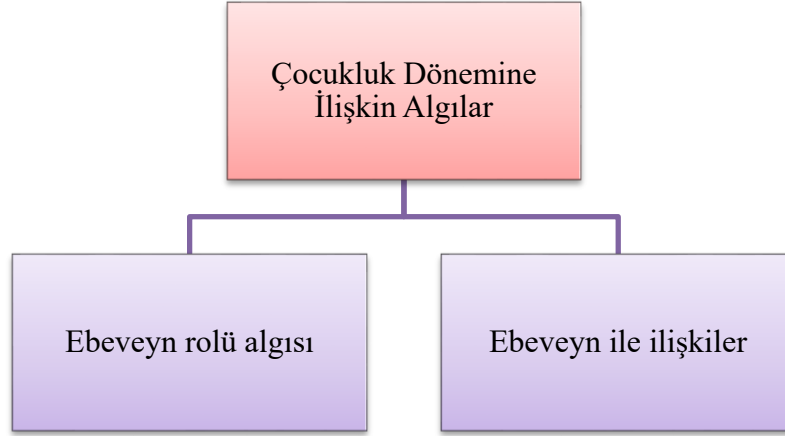 Çocukluk Dönemine
İlişkin Algılar
Ebeveyn rolü algısı
Ebeveyn ile ilişkiler